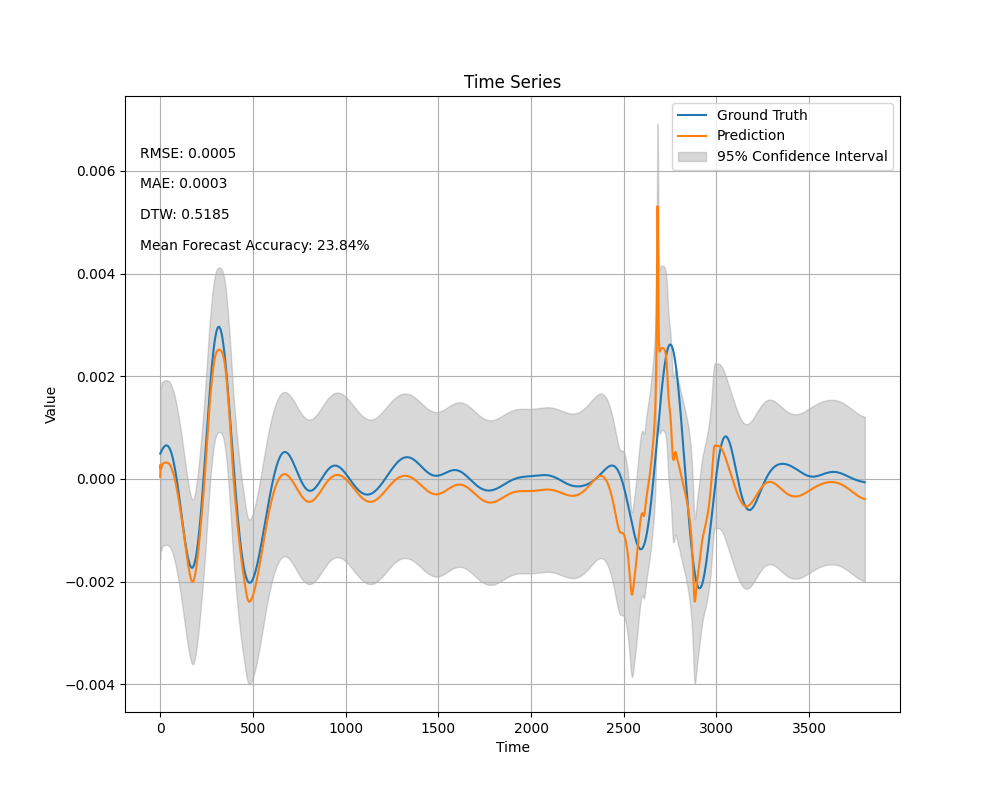 Time Series
Ground Truth
Prediction
95% Confidence Interval
RMSE: 0.0005
MAE: 0.0003
DTW: 0.5185
Mean Forecast Accuracy: 23.84%
Value
0.006
0.004
0.002
0.000
−0.002
−0.004
0 500 1000 1500 2000 2500 3000 3500
Time